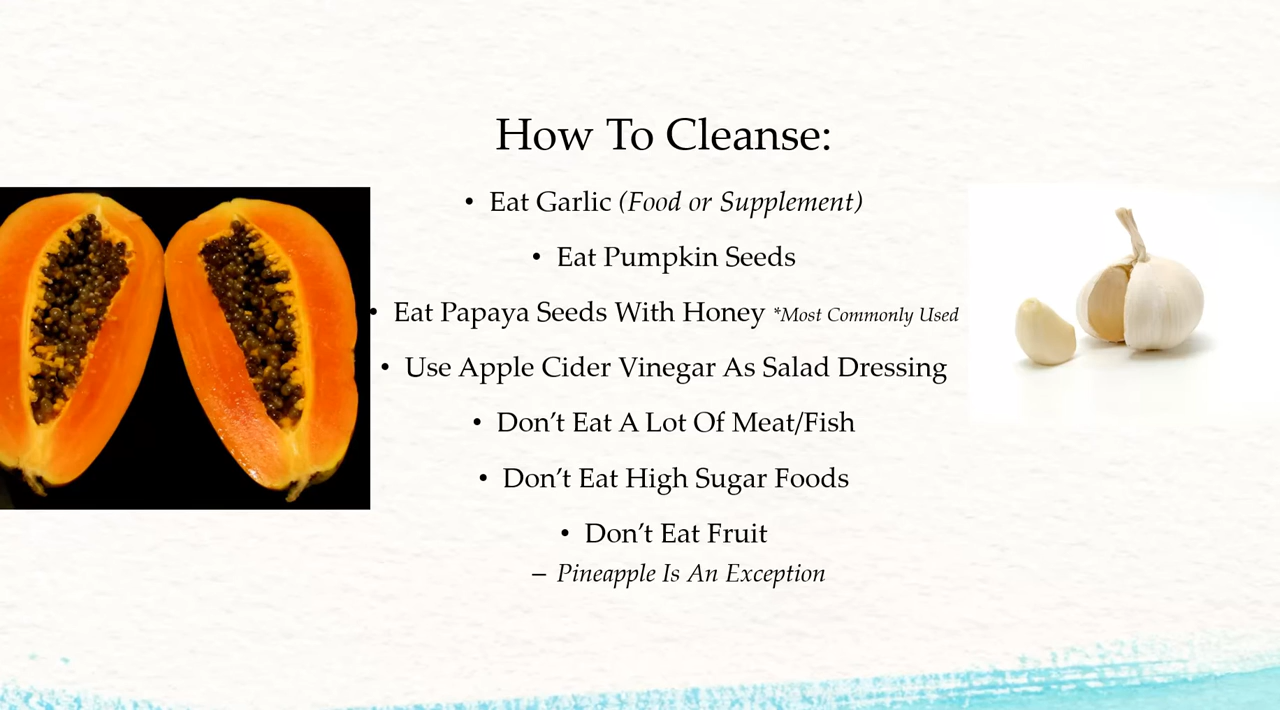 How To Cleanse:
• Eat Garlic (Food or Supplement)
• Eat Pumpkin Seeds
• Eat Papaya Seeds With Honey *Most Commonly Used
• Use Apple Cider Vinegar As Salad Dressing
• Don’t Eat A Lot Of Meat/Fish
• Don’t Eat High Sugar Foods
• Don’t Eat Fruit
– Pineapple Is An Exception